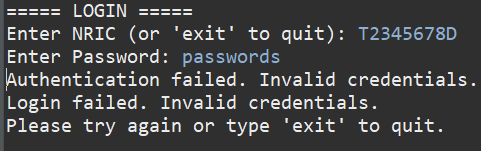 ===== LOGIN =====
Enter NRIC (or 'exit' to quit): T2345678D
Enter Password: passwords
Authentication failed. Invalid credentials.
Login failed. Invalid credentials.
Please try again or type 'exit' to quit.